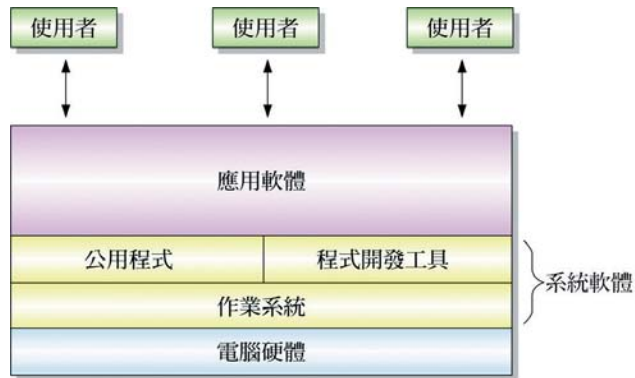 使用者
使用者
使用者
應用軟體
公用程式
程式開發工具
系統軟體
作業系統
電腦硬體